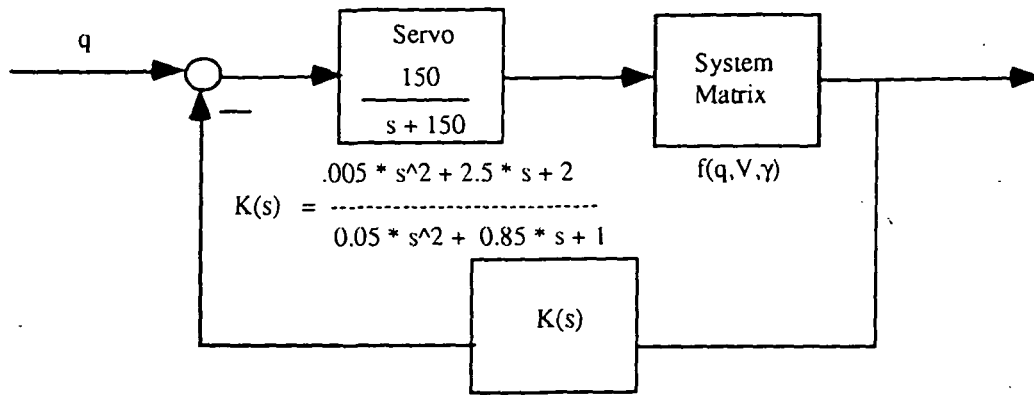 q
Servo
150
s + 150
System
Matrix
f(q,V,γ)
K(s) =
.005 * s^2 + 2.5 * s + 2
---------------------------
0.05 * s^2 + 0.85 * s + 1
K(s)